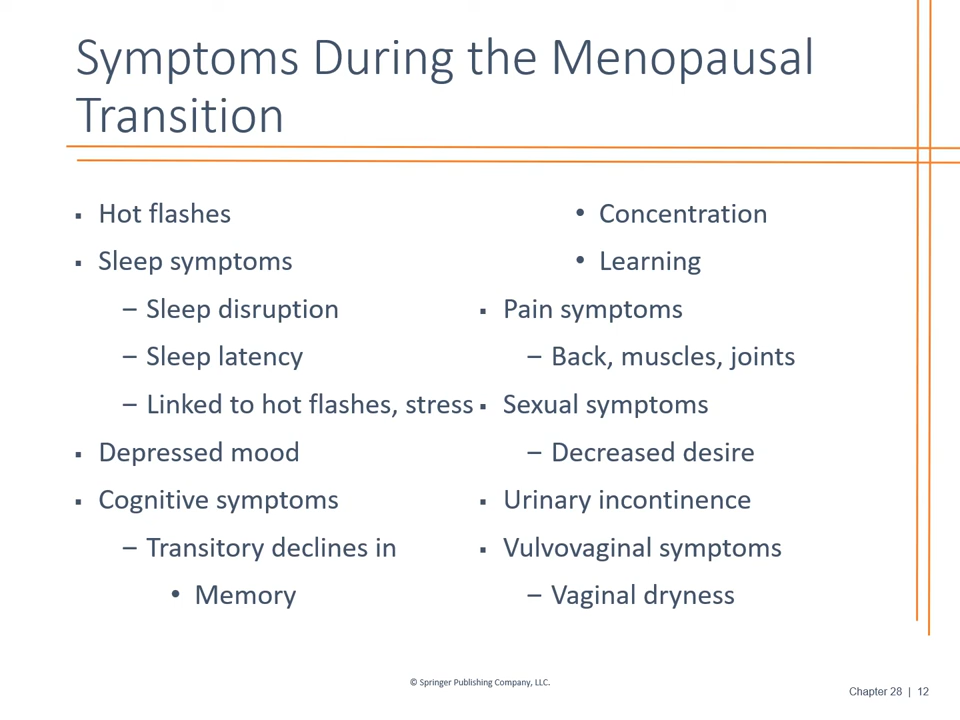 Symptoms During the Menopausal
Transition
▪ Hot flashes
▪ Sleep symptoms
– Sleep disruption
– Sleep latency
– Linked to hot flashes, stress
▪ Depressed mood
▪ Cognitive symptoms
– Transitory declines in
• Memory
• Concentration
• Learning
▪ Pain symptoms
– Back, muscles, joints
▪ Sexual symptoms
– Decreased desire
▪ Urinary incontinence
▪ Vulvovaginal symptoms
– Vaginal dryness
© Springer Publishing Company, LLC.
Chapter 28 | 12